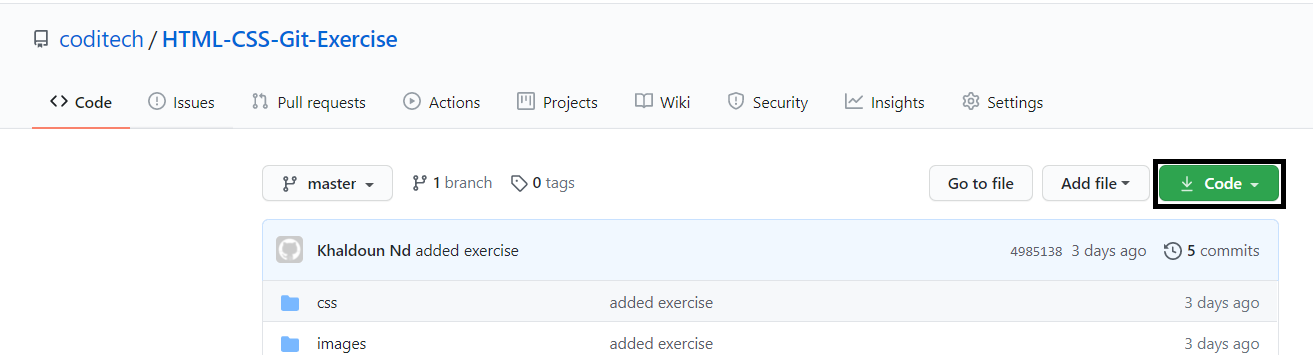 coditech / HTML-CSS-Git-Exercise
Code Issues Pull requests Actions Projects Wiki Security Insights Settings
master 1 branch 0 tags Go to file Add file Code
Khaldoun Nd added exercise 4985138 3 days ago 5 commits
css added exercise 3 days ago
images added exercise 3 days ago